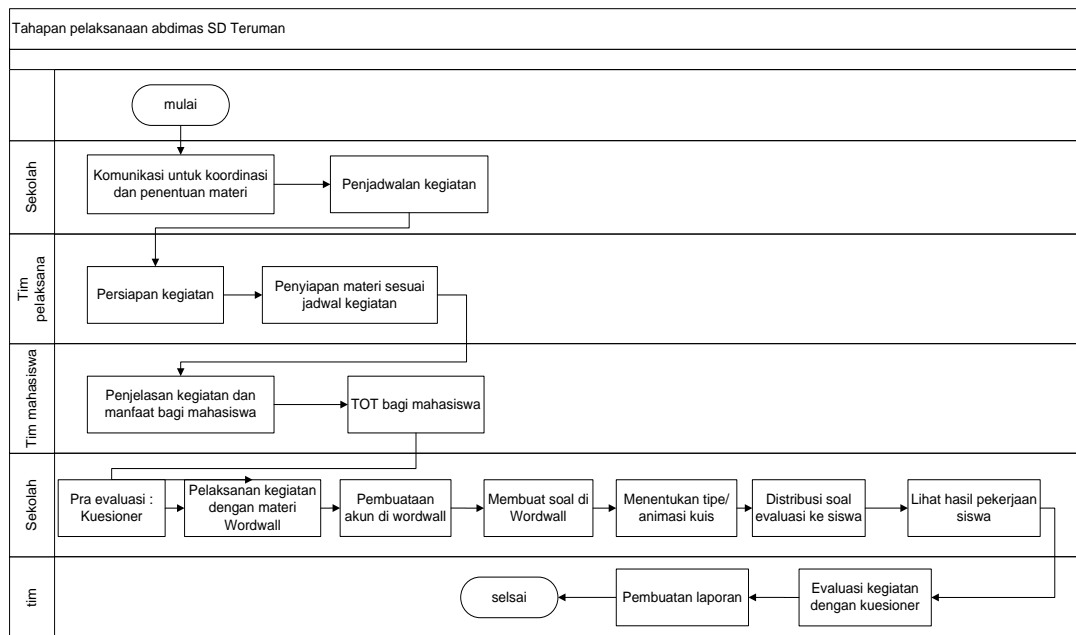 Tahapan pelaksanaan abdimas SD Teruman
mulai
Sekolah
Komunikasi untuk koordinasi
dan penentuan materi
Penjadwalan kegiatan
Tim
pelaksana
Persiapan kegiatan
Penyiapan materi sesuai
jadwal kegiatan
Tim mahasiswa
Penjelasan kegiatan dan
manfaat bagi mahasiswa
TOT bagi mahasiswa
Sekolah
Pra evaluasi :
Kuesioner
Pelaksanan kegiatan
dengan materi
Wordwall
Pembuataan
akun di wordwall
Membuat soal di
Wordwall
Menentukan tipe/
animasi kuis
Distribusi soal
evaluasi ke siswa
Lihat hasil pekerjaan
siswa
tim
selsai
Pembuatan laporan
Evaluasi kegiatan
dengan kuesioner